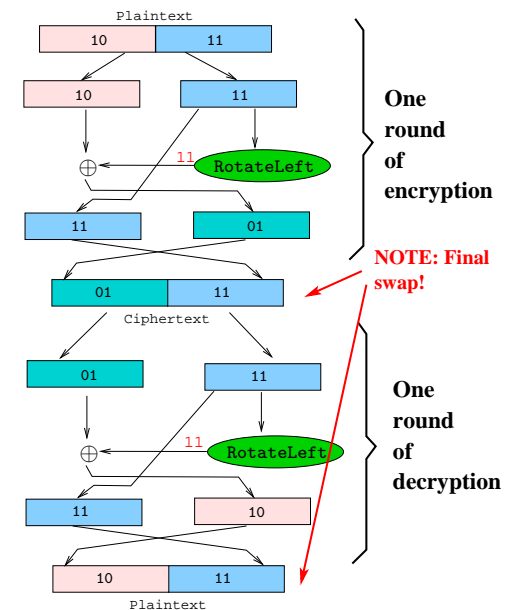 Plaintext
10 11
10 11
One
round
of
encryption
11
RotateLeft
⊕
11 01
NOTE: Final
swap!
01 11
Ciphertext
01 11
One
round
of
decryption
11
RotateLeft
⊕
11 10
10 11
Plaintext